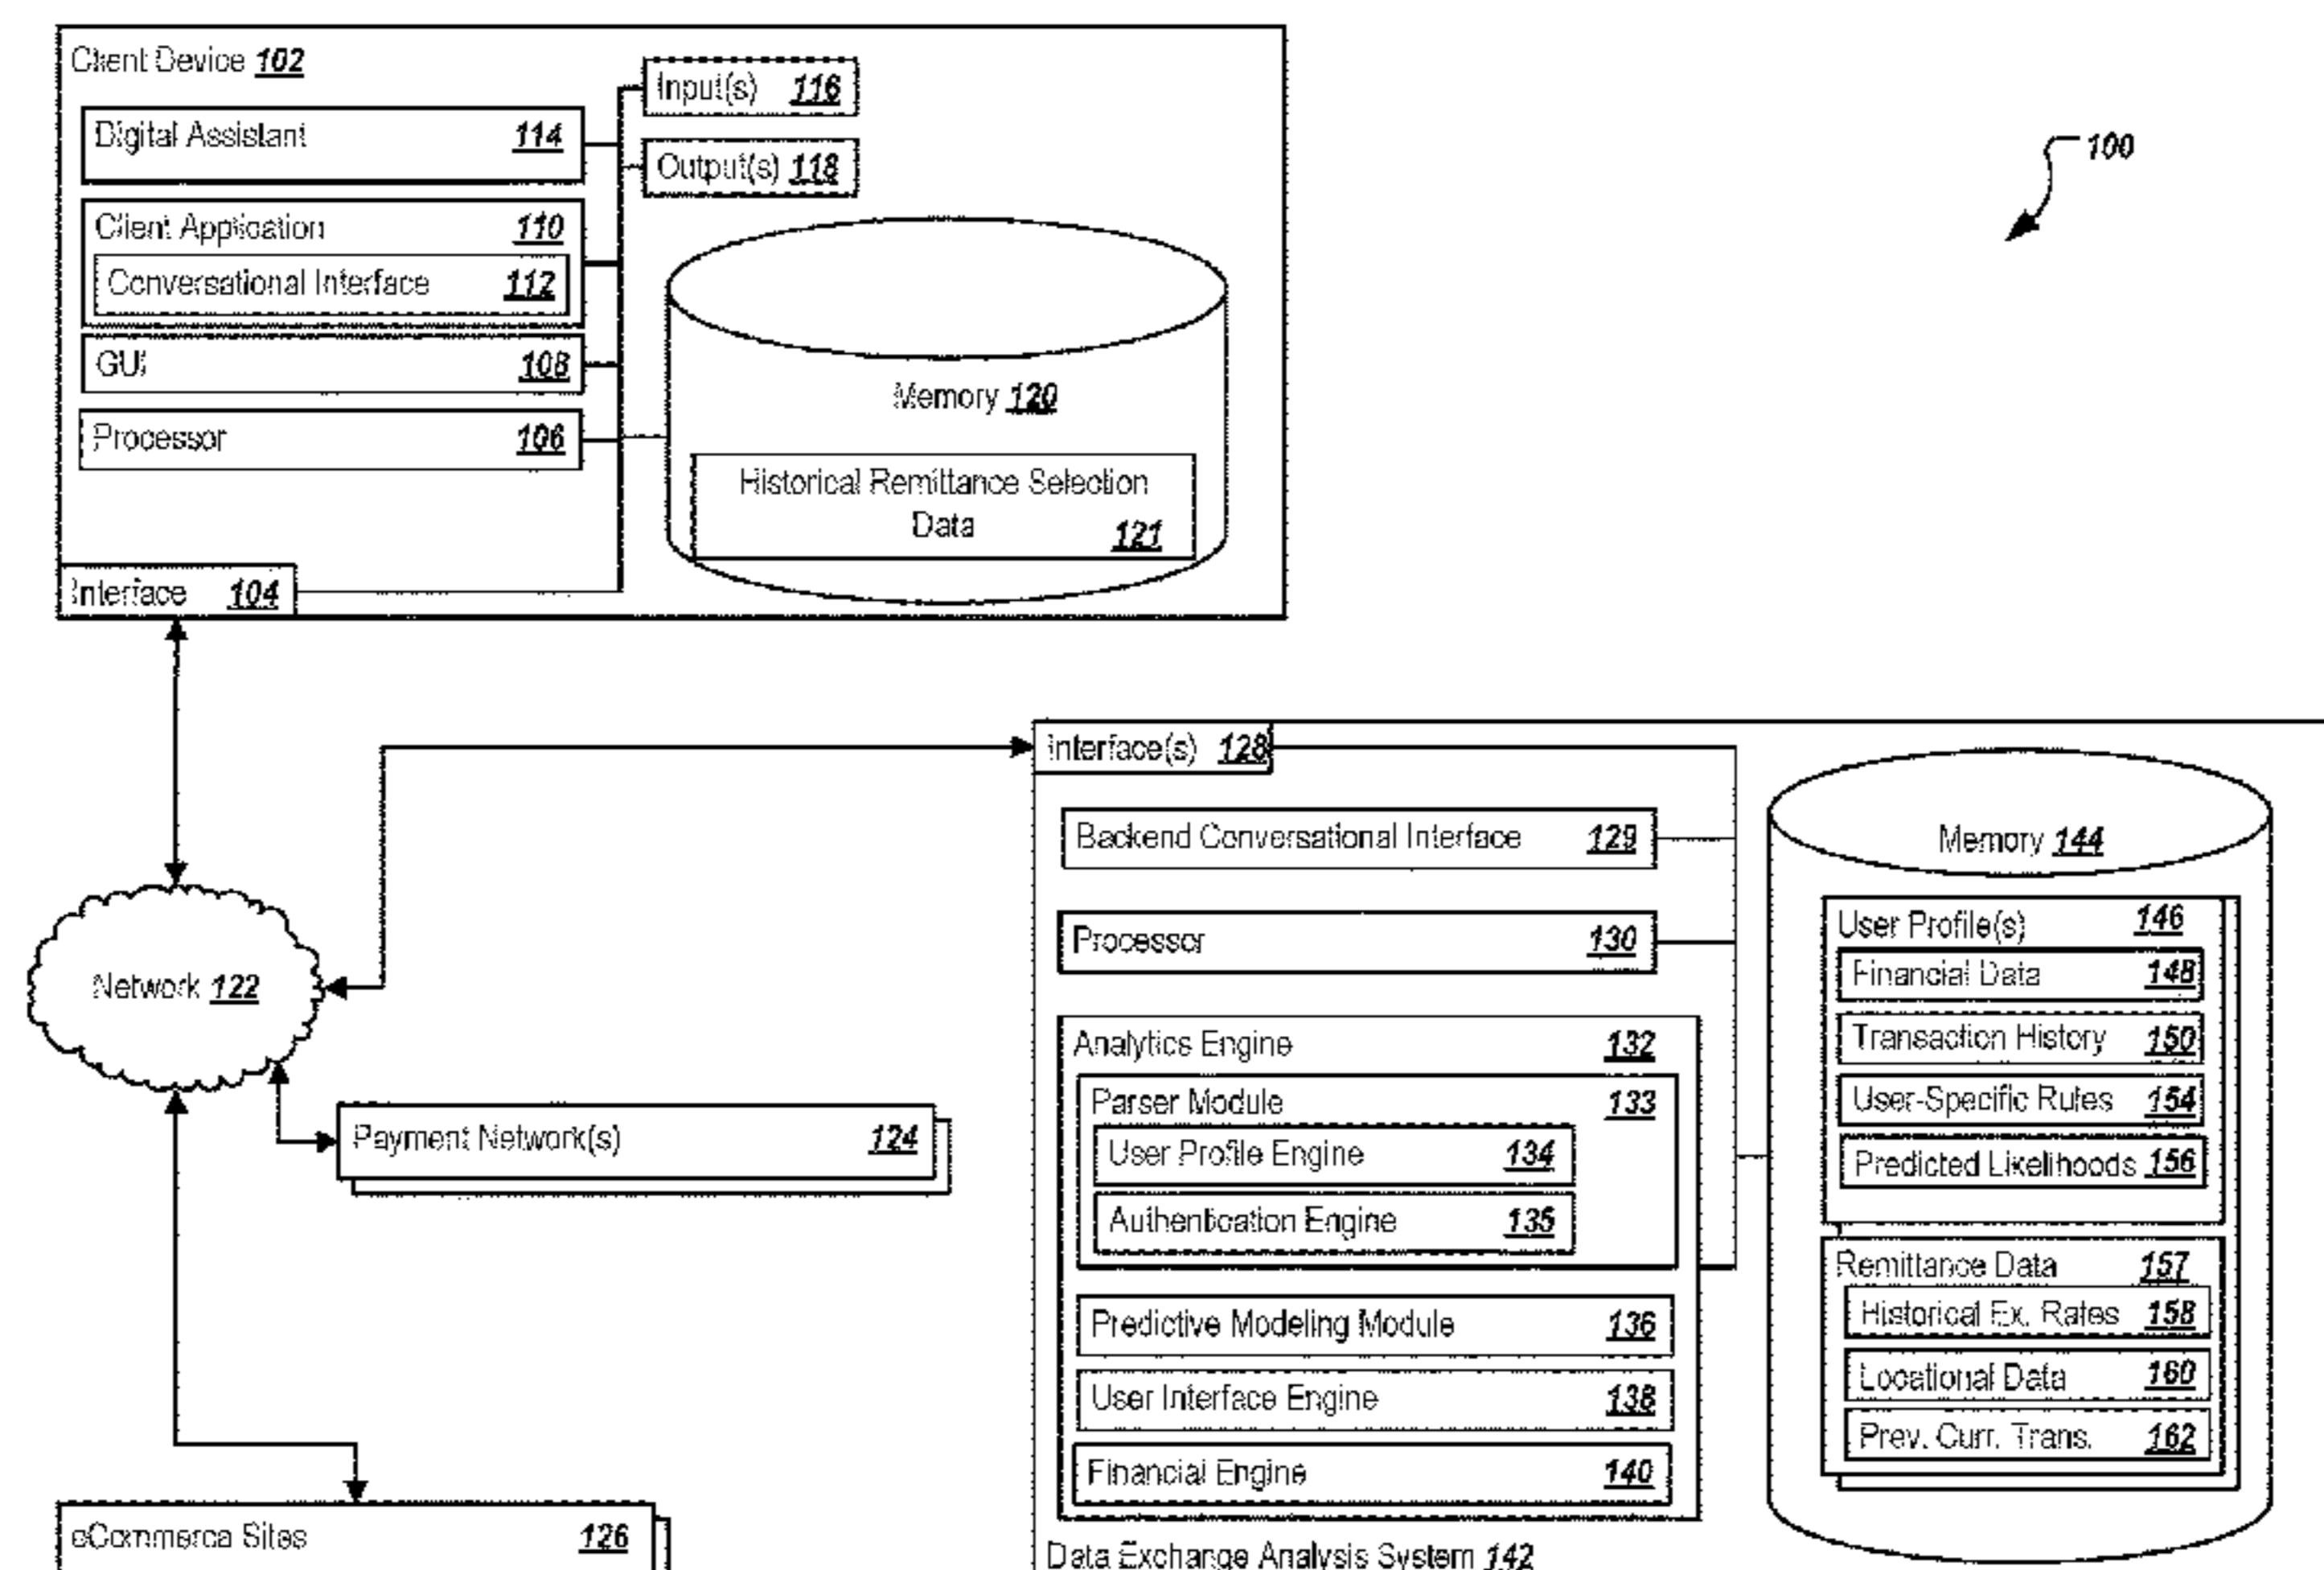 Client Device 102
Input(s) 116
Digital Assistant 114
Output(s) 118
100
Client Application 110
Conversational Interface 112
GUI 108
Memory 120
Processor 106
Historical Remittance Selection
Data 121
Interface 104
Interface(s) 128
Backend Conversational Interface 129
Memory 144
Processor 130
User Profile(s) 146
Financial Data 148
Network 122
Transaction History 150
Analytics Engine 132
User-Specific Rules 154
Parser Module 133
Payment Network(s) 124
User Profile Engine 134
Predicted Likelihoods 156
Authentication Engine 135
Remittance Data 157
Historical Ex. Rates 158
Predictive Modeling Module 136
Locational Data 160
User Interface Engine 138
Prev. Curr. Trans. 162
Financial Engine 140
eCommerce Sites 126
Data Exchange Analysis System 142